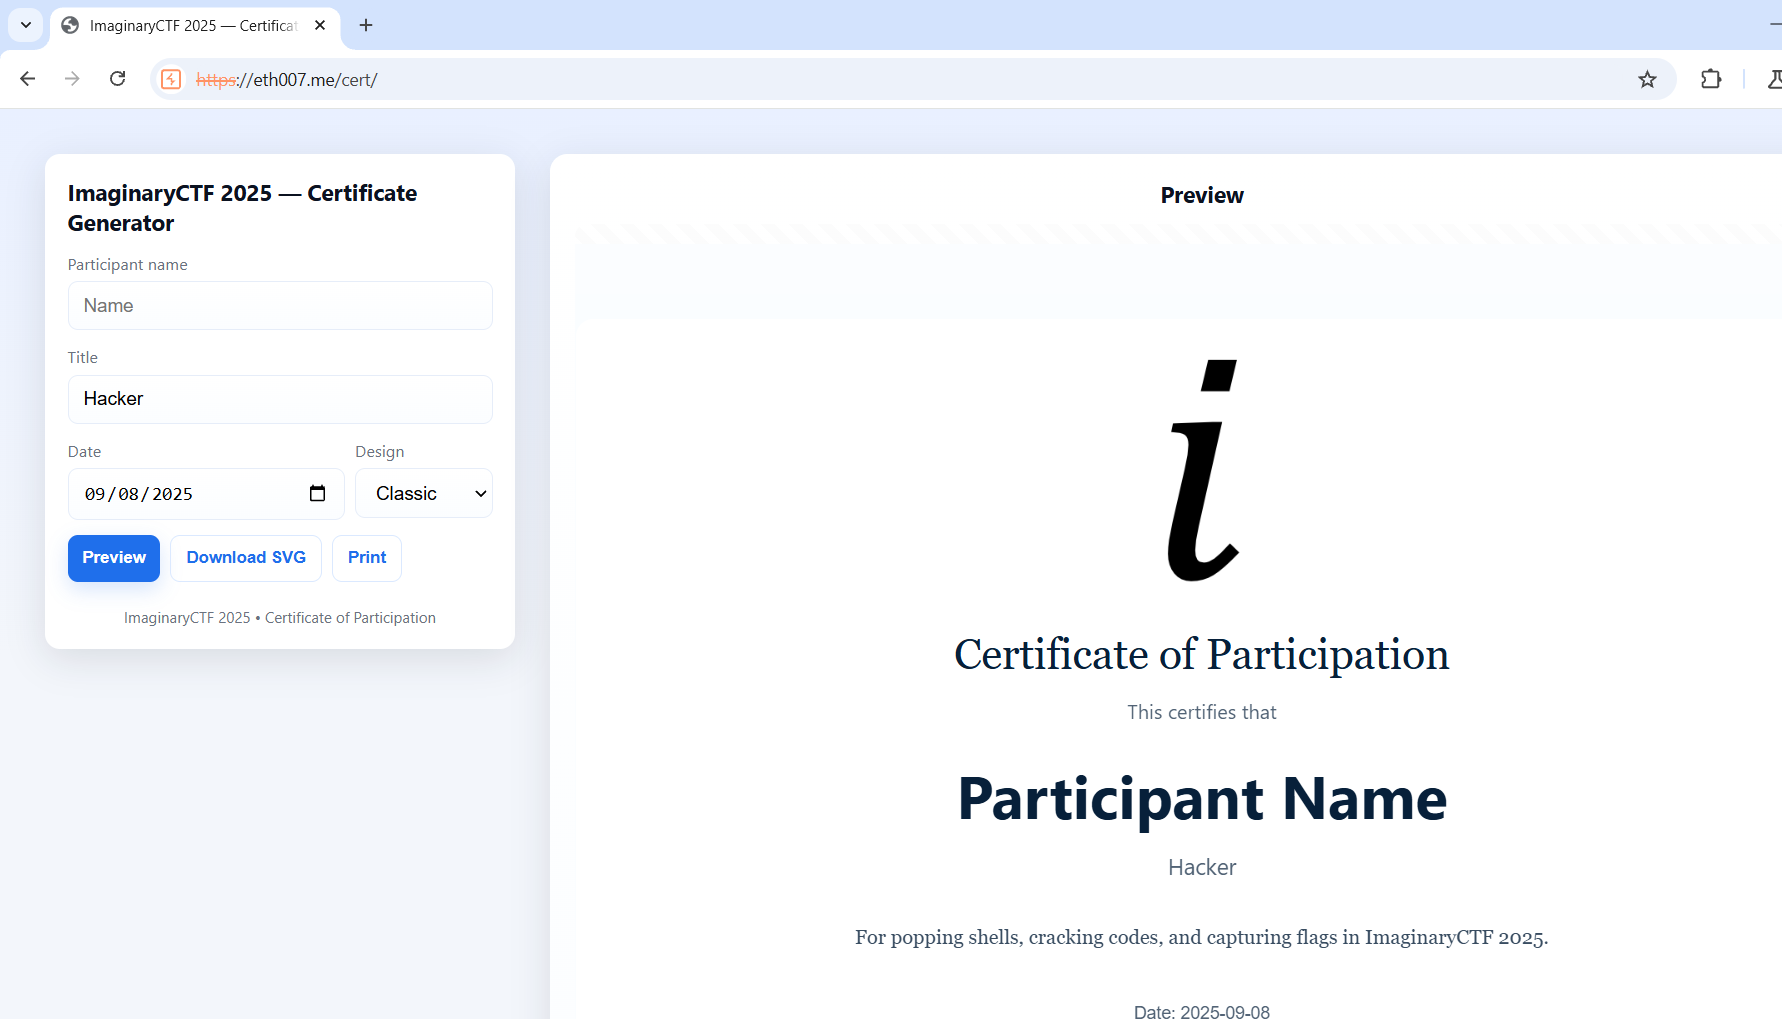 ImaginaryCTF 2025 — Certificat
https://eth007.me/cert/
ImaginaryCTF 2025 — Certificate
Generator
Participant name
Name
Title
Hacker
Date
Design
09/08/2025
Classic
Preview
Download SVG
Print
ImaginaryCTF 2025 • Certificate of Participation
Preview
i
Certificate of Participation
This certifies that
Participant Name
Hacker
For popping shells, cracking codes, and capturing flags in ImaginaryCTF 2025.
Date: 2025-09-08